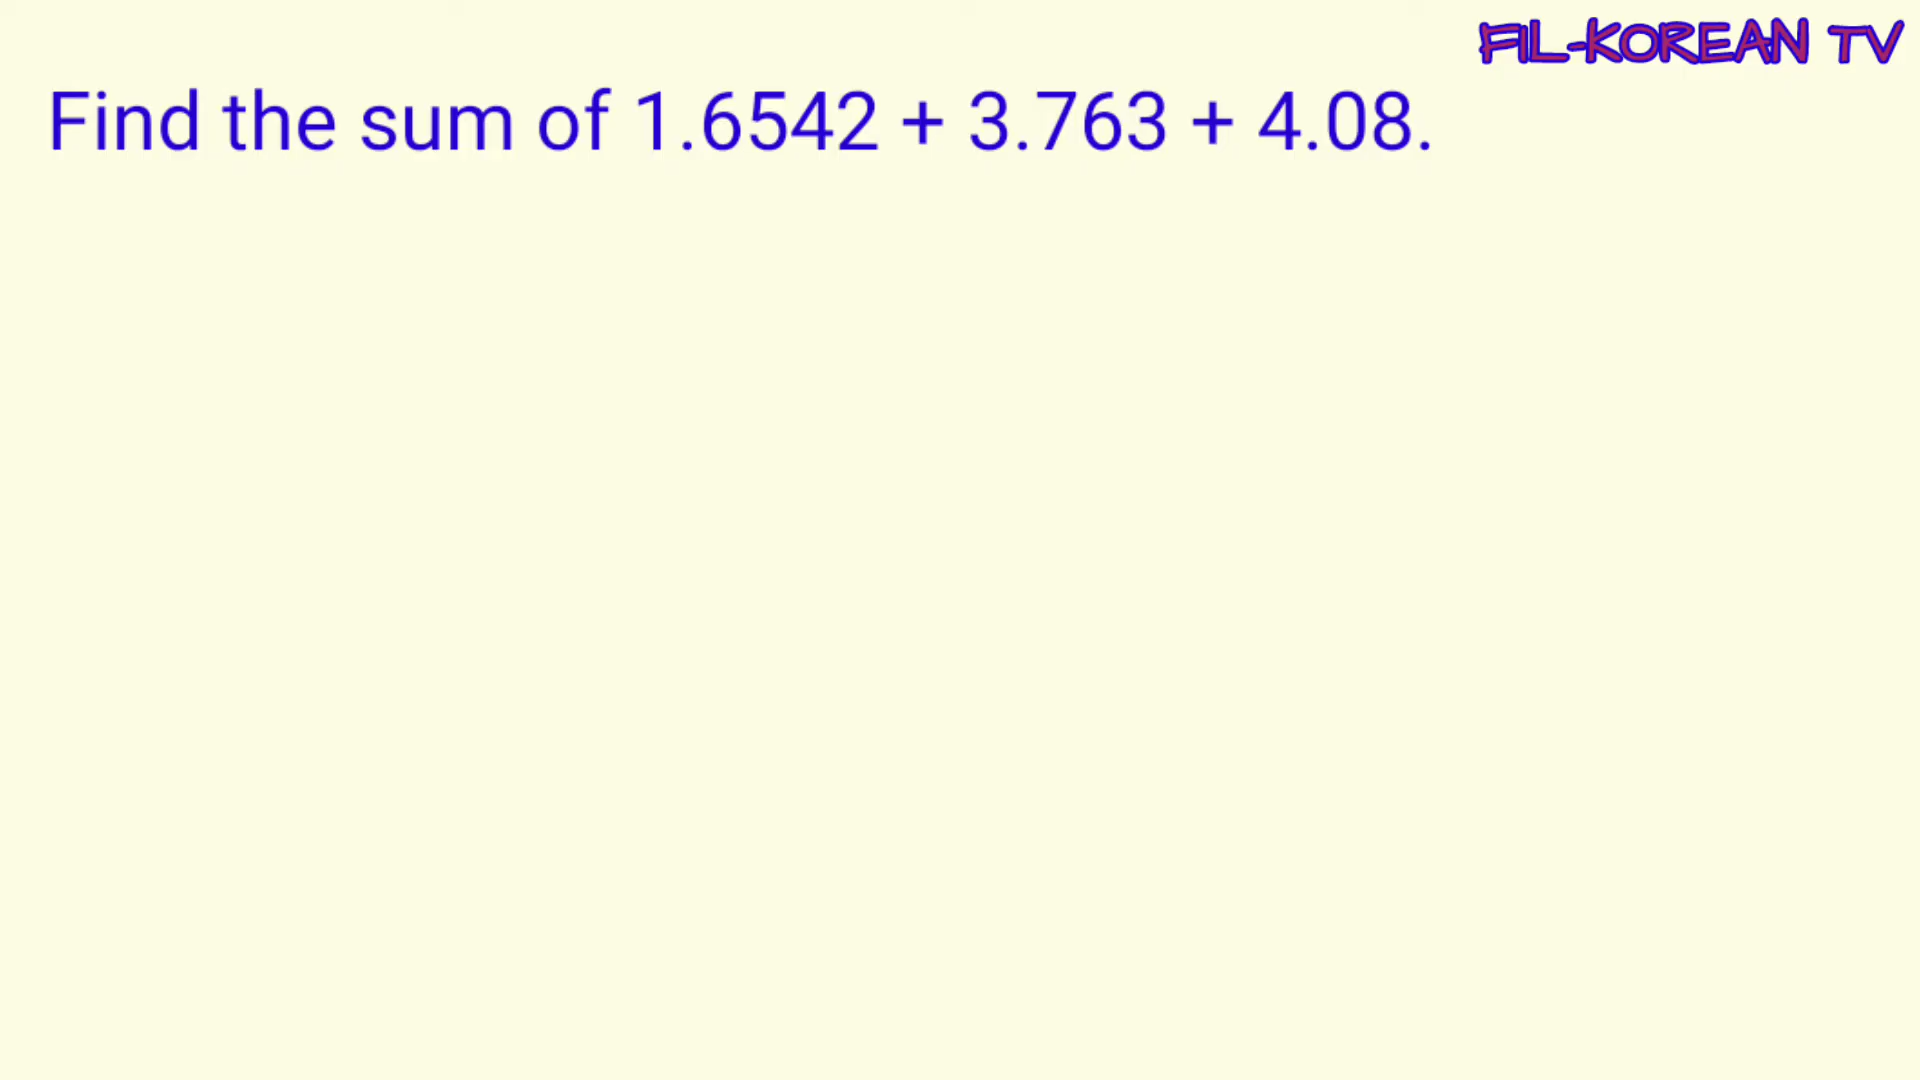 FIL-KOREAN TV
Find the sum of 1.6542 + 3.763 + 4.08.